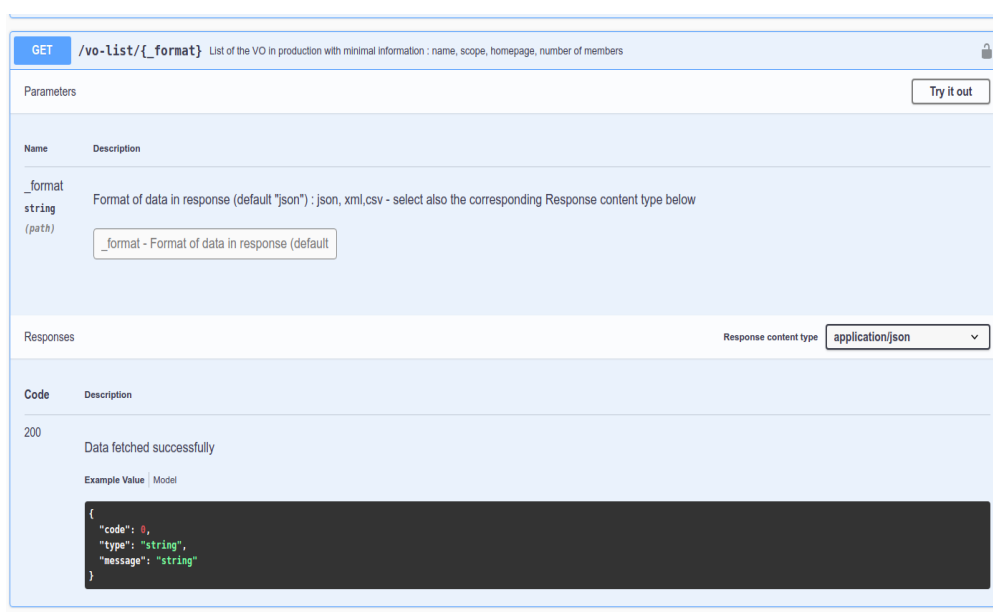 GET /vo-list/{_format} List of the VO in production with minimal information : name, scope, homepage, number of members
Parameters
Try it out
Name Description
_format
string
(path)
Format of data in response (default "json") : json, xml,csv - select also the corresponding Response content type below
_format - Format of data in response (default
Responses
Response content type application/json
Code Description
200
Data fetched successfully
Example Value Model
{
"code": 0,
"type": "string",
"message": "string"
}